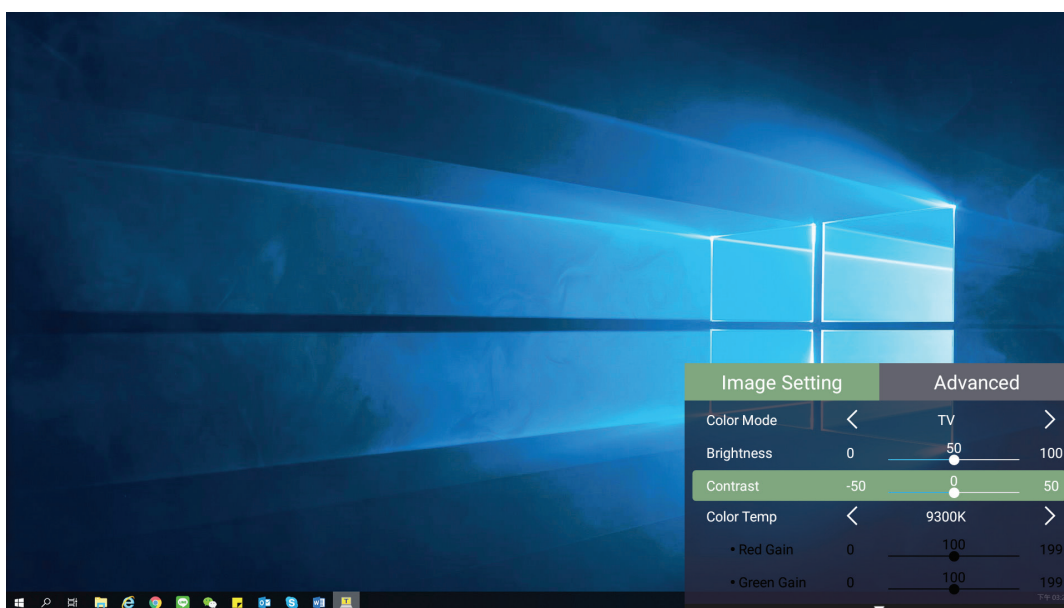 Image Setting Advanced
Color Mode TV
Brightness 0 50 100
Contrast -50 0 50
Color Temp 9300K
• Red Gain 0 100 199
• Green Gain 0 100 199